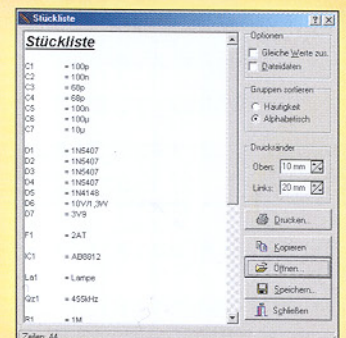 Stückliste
Stückliste
C1 = 100p
C2 = 100n
C3 = 68p
C4 = 68p
C5 = 100n
C6 = 100µ
C7 = 10µ
D1 = 1N5407
D2 = 1N5407
D3 = 1N5407
D4 = 1N5407
D5 = 1N4148
D6 = 10V/1,3W
D7 = 3V9
F1 = 2AT
IC1 = AB8812
La1 = Lampe
Qz1 = 455kHz
R1 = 1M
Zeilen: 44
Optionen
Gleiche Werte zus.
Dateidaten
Gruppen sortieren
Häufigkeit
Alphabetisch
Druckränder
Oben: 10 mm
Links: 20 mm
Drucken...
Kopieren
Öffnen...
Speichern...
Schließen